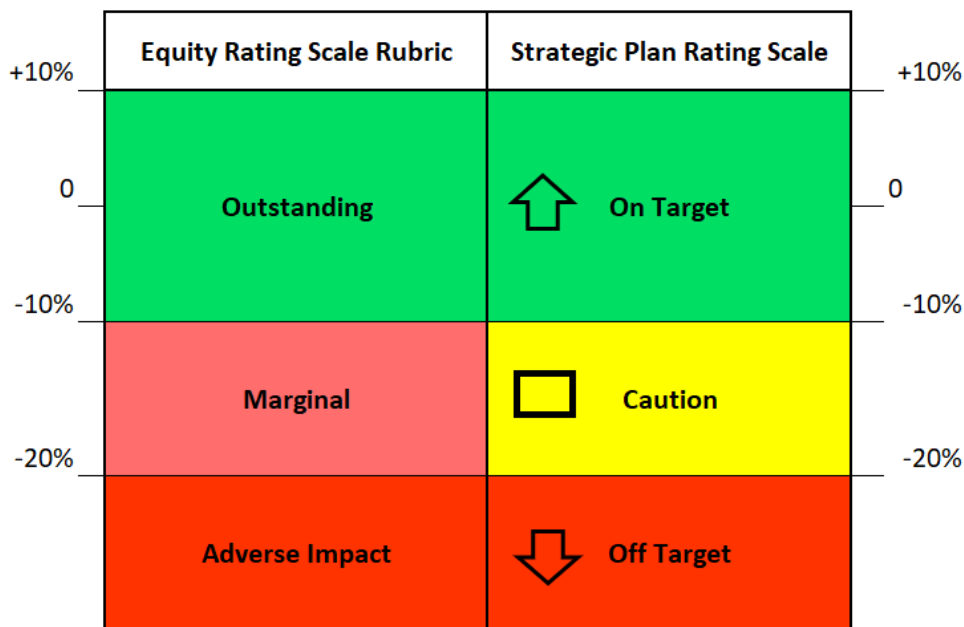 Equity Rating Scale Rubric Strategic Plan Rating Scale
+10% +10%
0 Outstanding On Target 0
-10% -10%
Marginal Caution
-20% -20%
Adverse Impact Off Target